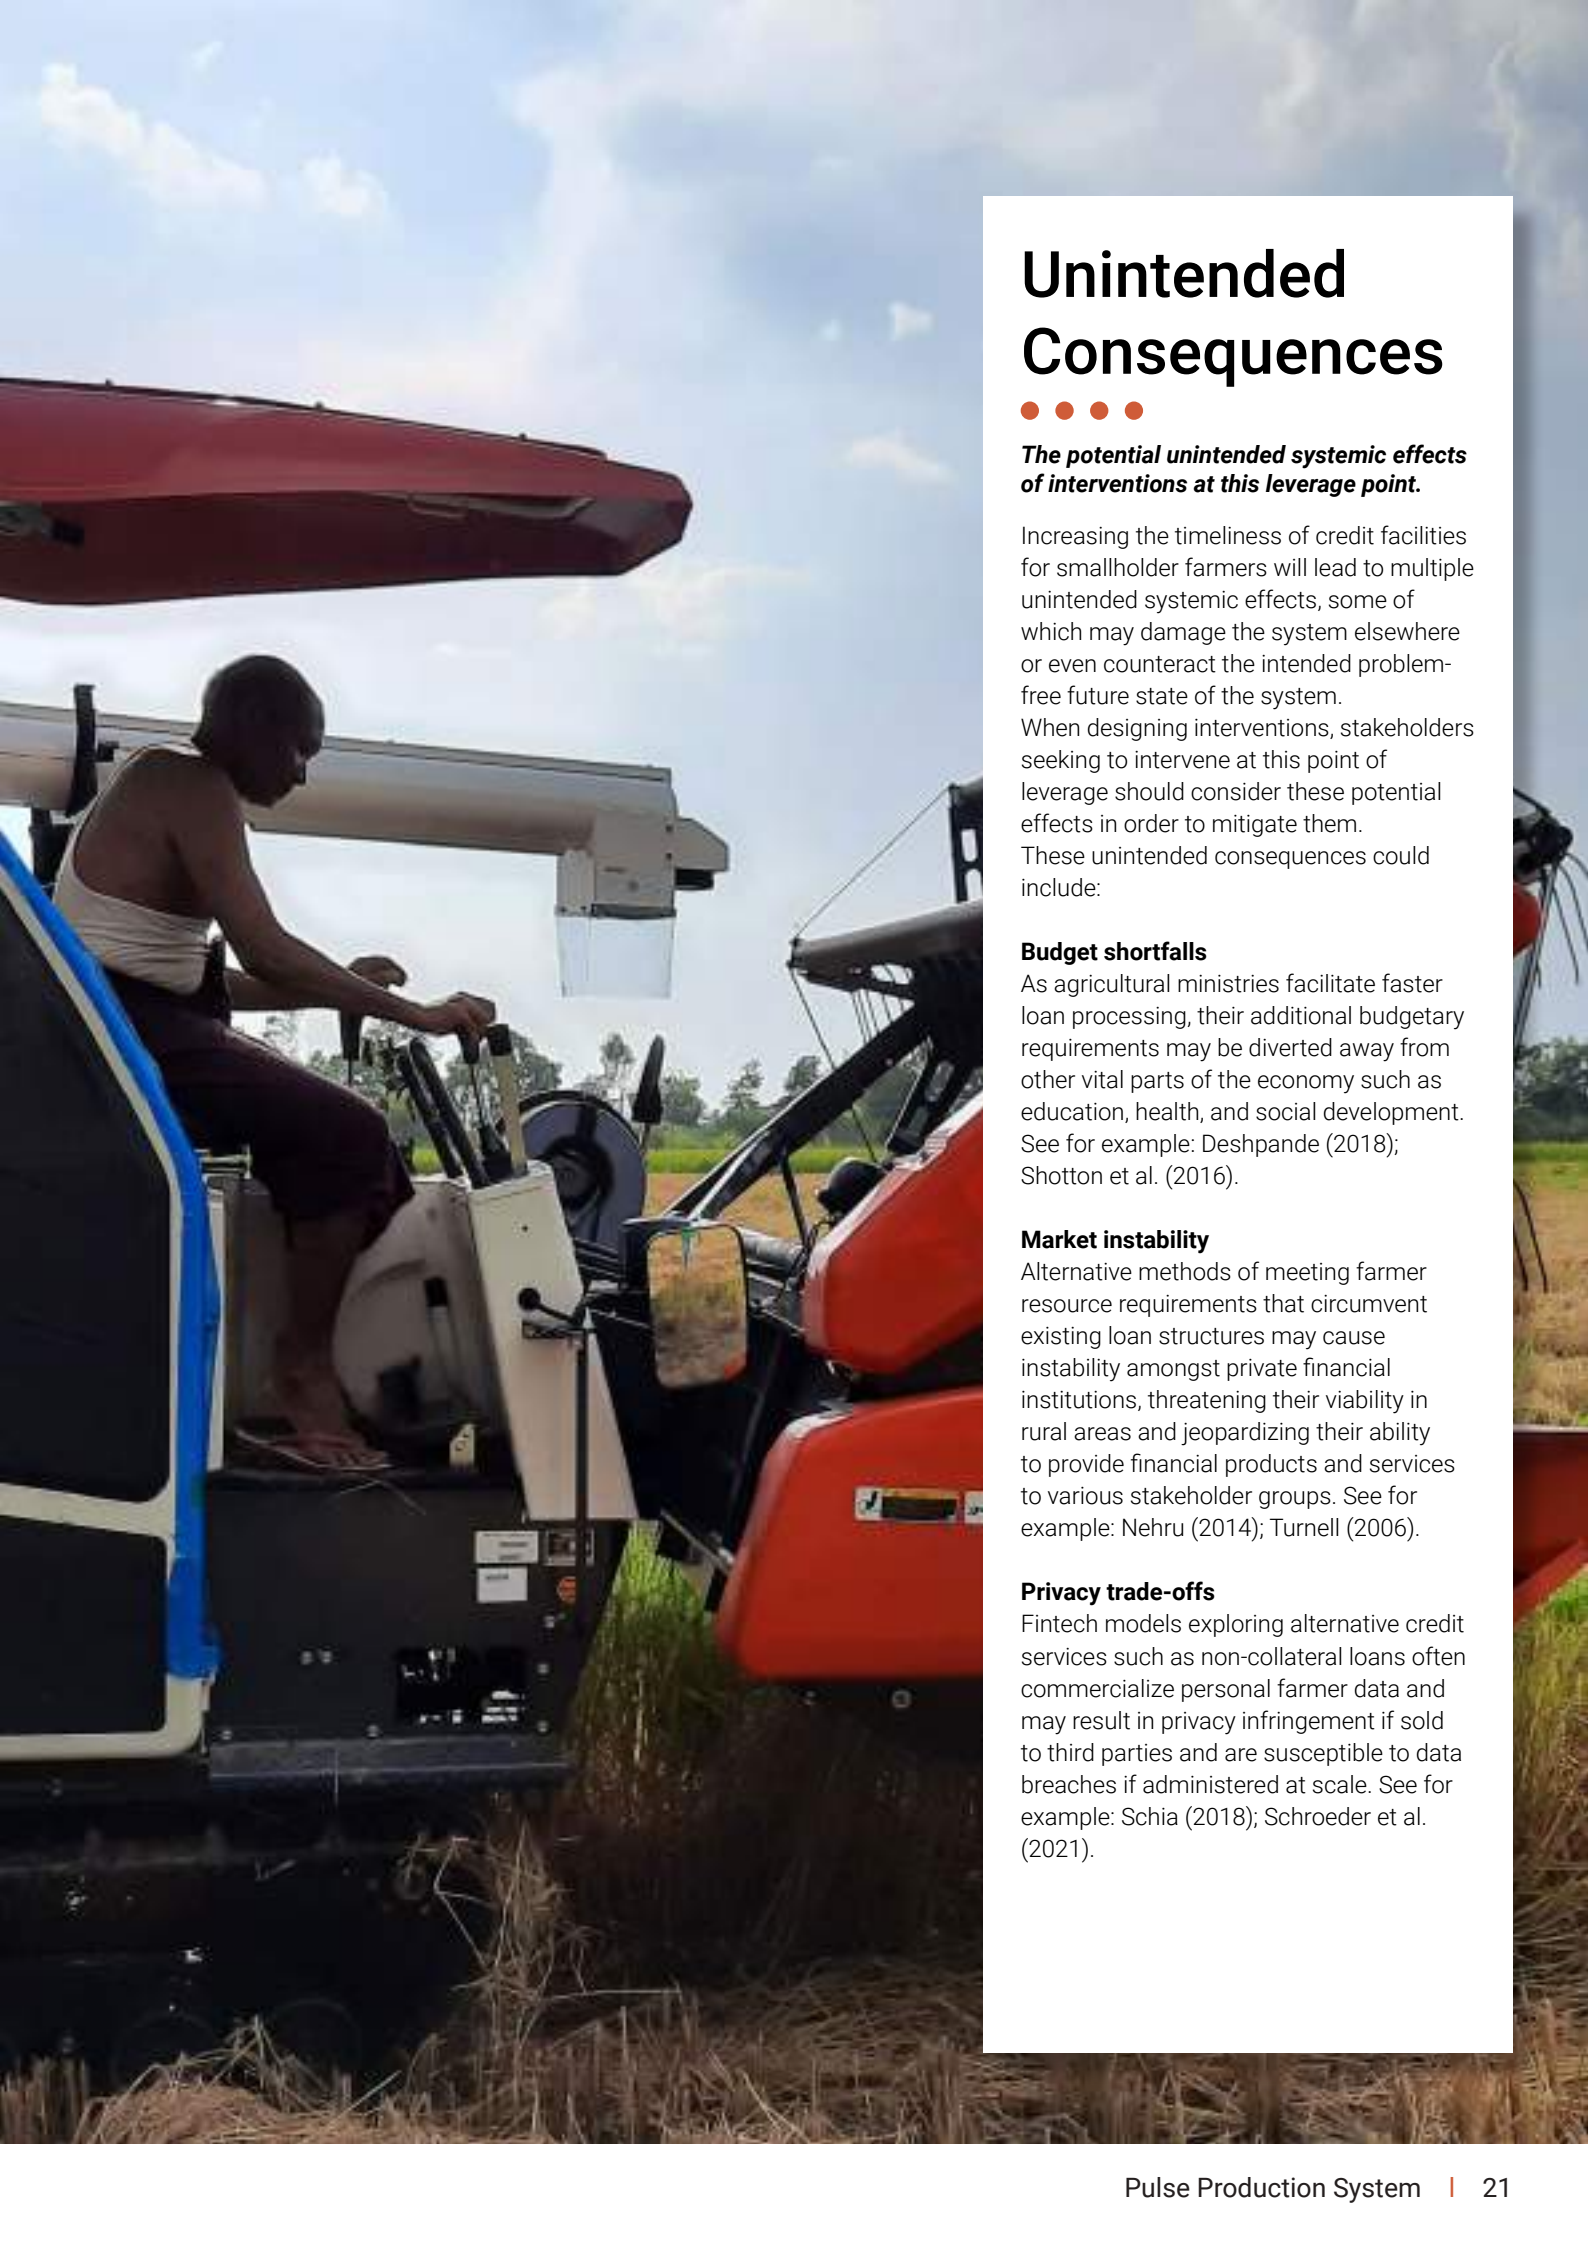 Unintended
Consequences
The potential unintended systemic effects
of interventions at this leverage point.
Increasing the timeliness of credit facilities
for smallholder farmers will lead to multiple
unintended systemic effects, some of
which may damage the system elsewhere
or even counteract the intended problem-
free future state of the system.
When designing interventions, stakeholders
seeking to intervene at this point of
leverage should consider these potential
effects in order to mitigate them.
These unintended consequences could
include:
Budget shortfalls
As agricultural ministries facilitate faster
loan processing, their additional budgetary
requirements may be diverted away from
other vital parts of the economy such as
education, health, and social development.
See for example: Deshpande (2018);
Shotton et al. (2016).
Market instability
Alternative methods of meeting farmer
resource requirements that circumvent
existing loan structures may cause
instability amongst private financial
institutions, threatening their viability in
rural areas and jeopardizing their ability
to provide financial products and services
to various stakeholder groups. See for
example: Nehru (2014); Turnell (2006).
Privacy trade-offs
Fintech models exploring alternative credit
services such as non-collateral loans often
commercialize personal farmer data and
may result in privacy infringement if sold
to third parties and are susceptible to data
breaches if administered at scale. See for
example: Schia (2018); Schroeder et al.
(2021).
Pulse Production System | 21